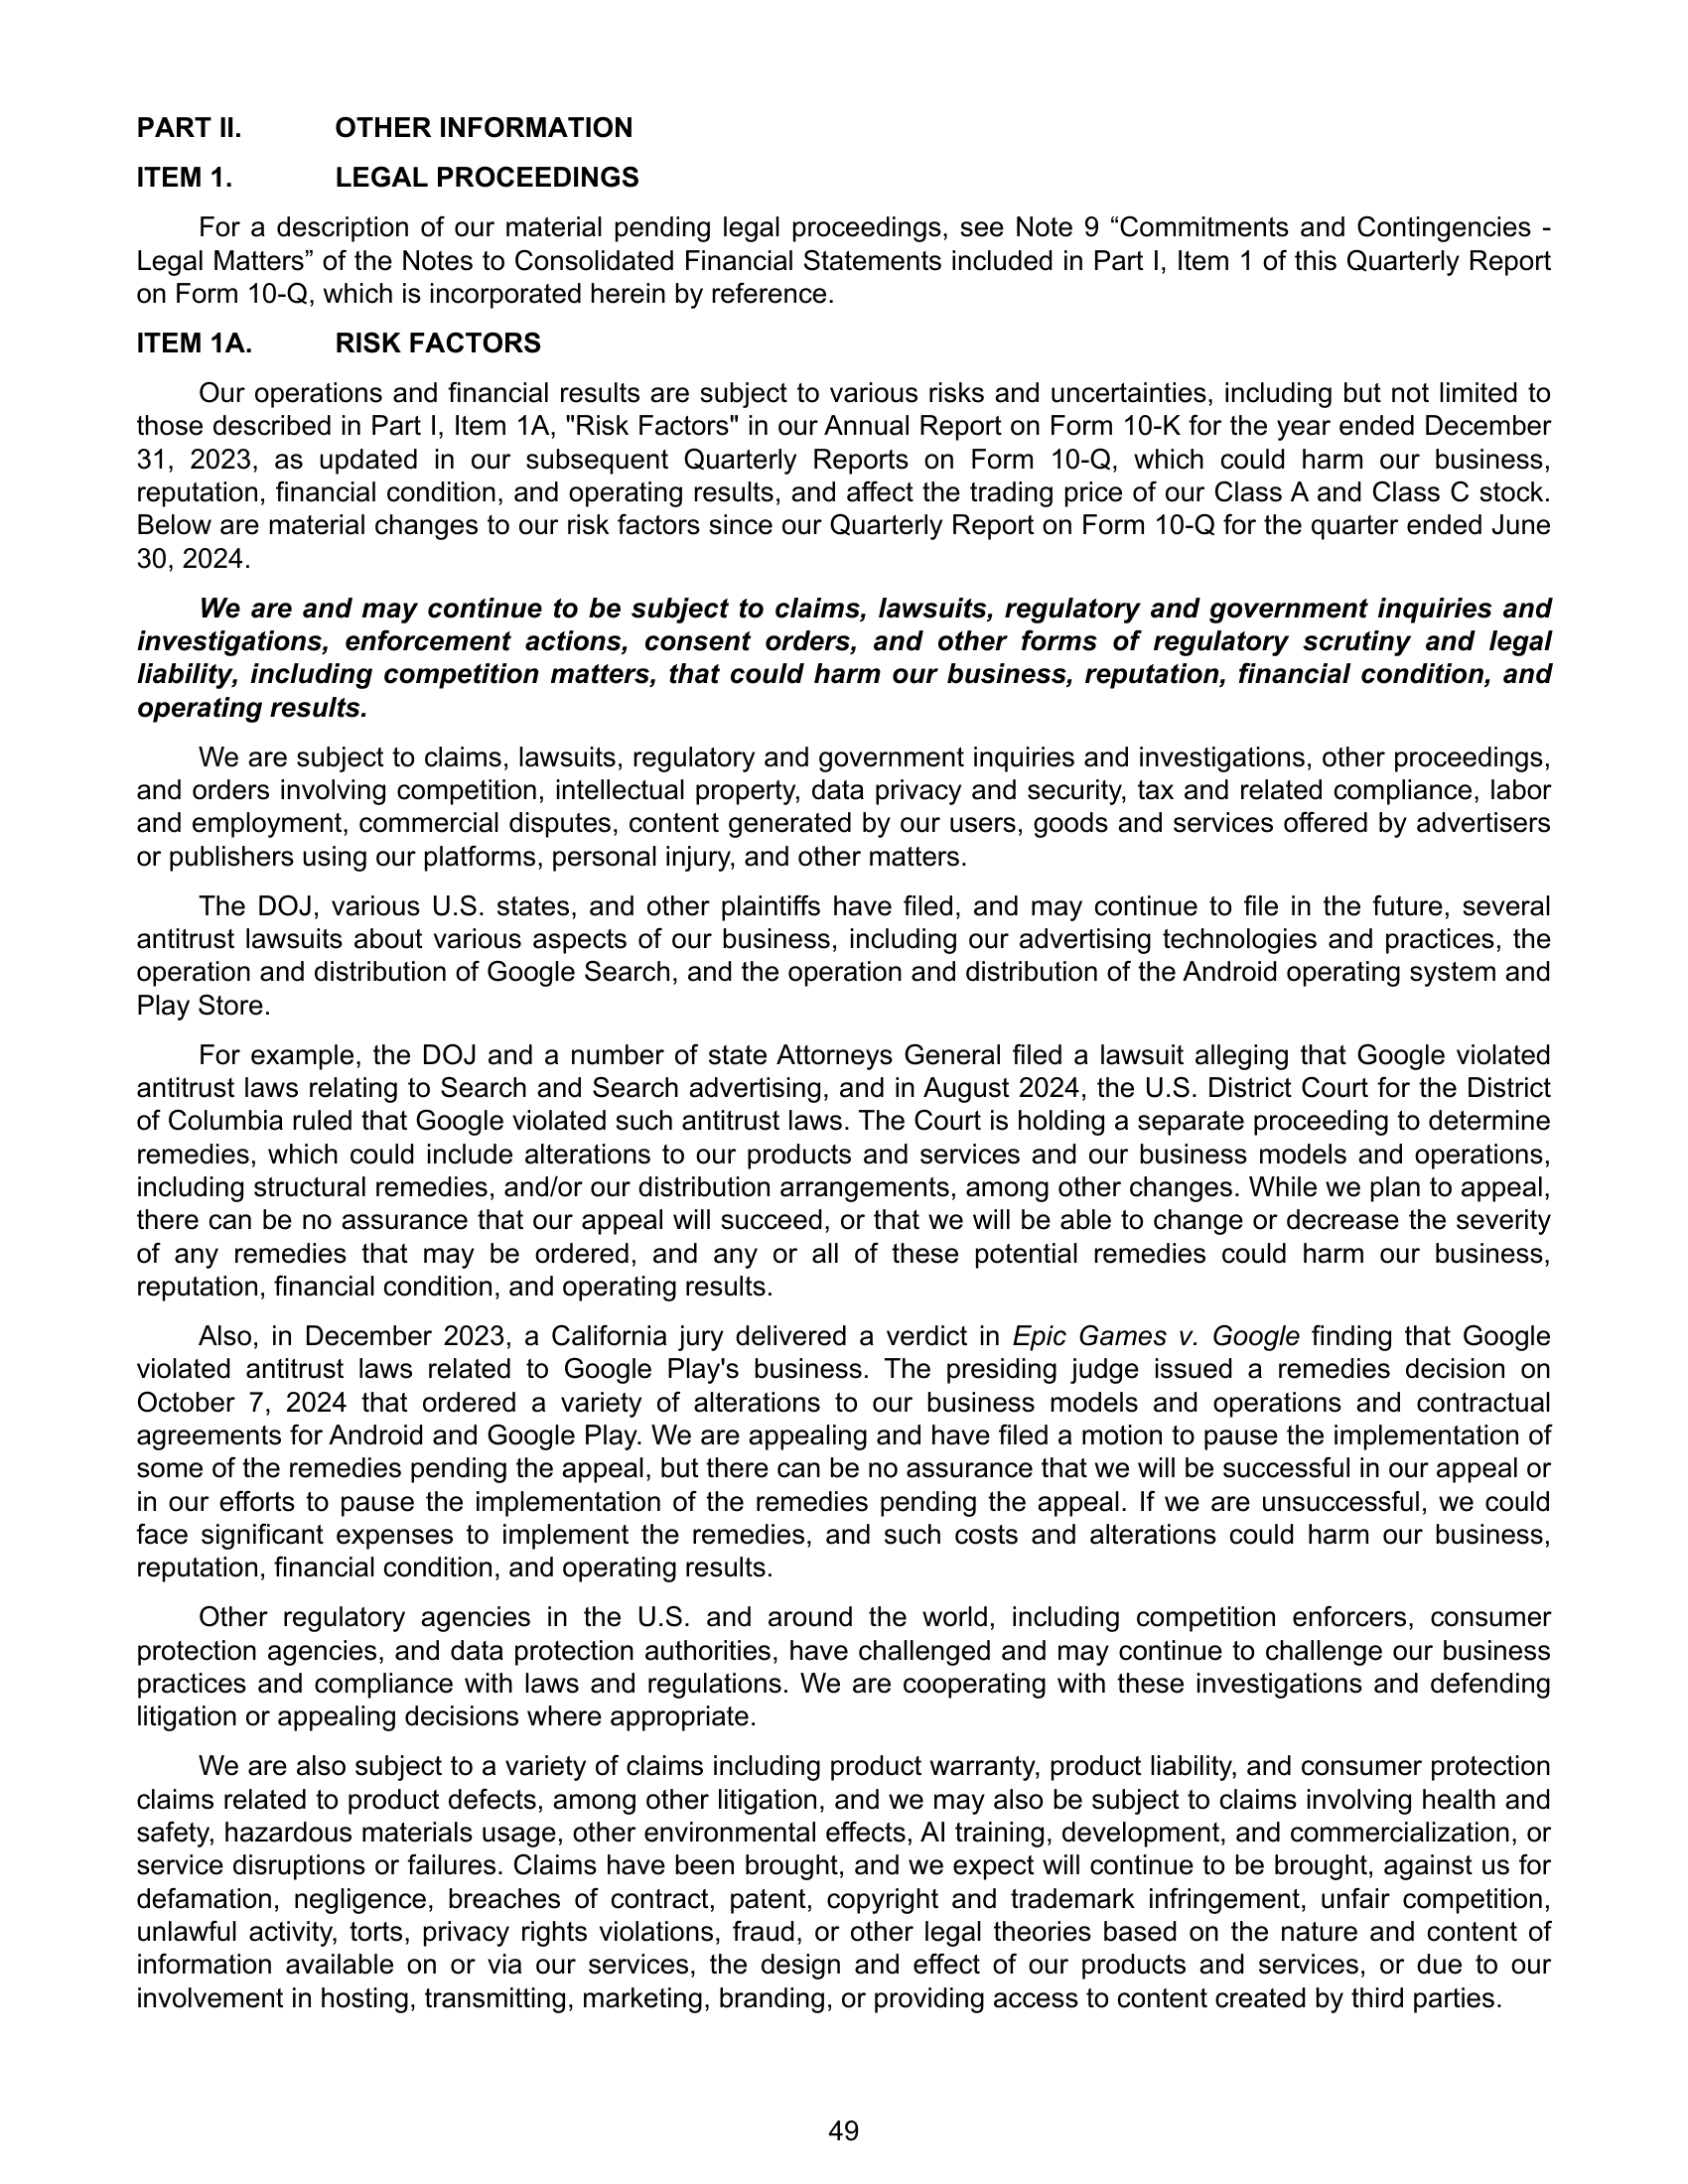 PART II. OTHER INFORMATION
ITEM 1. LEGAL PROCEEDINGS
For a description of our material pending legal proceedings, see Note 9 “Commitments and Contingencies -
Legal Matters” of the Notes to Consolidated Financial Statements included in Part I, Item 1 of this Quarterly Report
on Form 10-Q, which is incorporated herein by reference.
ITEM 1A. RISK FACTORS
Our operations and financial results are subject to various risks and uncertainties, including but not limited to
those described in Part I, Item 1A, "Risk Factors" in our Annual Report on Form 10-K for the year ended December
31, 2023, as updated in our subsequent Quarterly Reports on Form 10-Q, which could harm our business,
reputation, financial condition, and operating results, and affect the trading price of our Class A and Class C stock.
Below are material changes to our risk factors since our Quarterly Report on Form 10-Q for the quarter ended June
30, 2024.
We are and may continue to be subject to claims, lawsuits, regulatory and government inquiries and
investigations, enforcement actions, consent orders, and other forms of regulatory scrutiny and legal
liability, including competition matters, that could harm our business, reputation, financial condition, and
operating results.
We are subject to claims, lawsuits, regulatory and government inquiries and investigations, other proceedings,
and orders involving competition, intellectual property, data privacy and security, tax and related compliance, labor
and employment, commercial disputes, content generated by our users, goods and services offered by advertisers
or publishers using our platforms, personal injury, and other matters.
The DOJ, various U.S. states, and other plaintiffs have filed, and may continue to file in the future, several
antitrust lawsuits about various aspects of our business, including our advertising technologies and practices, the
operation and distribution of Google Search, and the operation and distribution of the Android operating system and
Play Store.
For example, the DOJ and a number of state Attorneys General filed a lawsuit alleging that Google violated
antitrust laws relating to Search and Search advertising, and in August 2024, the U.S. District Court for the District
of Columbia ruled that Google violated such antitrust laws. The Court is holding a separate proceeding to determine
remedies, which could include alterations to our products and services and our business models and operations,
including structural remedies, and/or our distribution arrangements, among other changes. While we plan to appeal,
there can be no assurance that our appeal will succeed, or that we will be able to change or decrease the severity
of any remedies that may be ordered, and any or all of these potential remedies could harm our business,
reputation, financial condition, and operating results.
Also, in December 2023, a California jury delivered a verdict in Epic Games v. Google finding that Google
violated antitrust laws related to Google Play's business. The presiding judge issued a remedies decision on
October 7, 2024 that ordered a variety of alterations to our business models and operations and contractual
agreements for Android and Google Play. We are appealing and have filed a motion to pause the implementation of
some of the remedies pending the appeal, but there can be no assurance that we will be successful in our appeal or
in our efforts to pause the implementation of the remedies pending the appeal. If we are unsuccessful, we could
face significant expenses to implement the remedies, and such costs and alterations could harm our business,
reputation, financial condition, and operating results.
Other regulatory agencies in the U.S. and around the world, including competition enforcers, consumer
protection agencies, and data protection authorities, have challenged and may continue to challenge our business
practices and compliance with laws and regulations. We are cooperating with these investigations and defending
litigation or appealing decisions where appropriate.
We are also subject to a variety of claims including product warranty, product liability, and consumer protection
claims related to product defects, among other litigation, and we may also be subject to claims involving health and
safety, hazardous materials usage, other environmental effects, AI training, development, and commercialization, or
service disruptions or failures. Claims have been brought, and we expect will continue to be brought, against us for
defamation, negligence, breaches of contract, patent, copyright and trademark infringement, unfair competition,
unlawful activity, torts, privacy rights violations, fraud, or other legal theories based on the nature and content of
information available on or via our services, the design and effect of our products and services, or due to our
involvement in hosting, transmitting, marketing, branding, or providing access to content created by third parties.
49